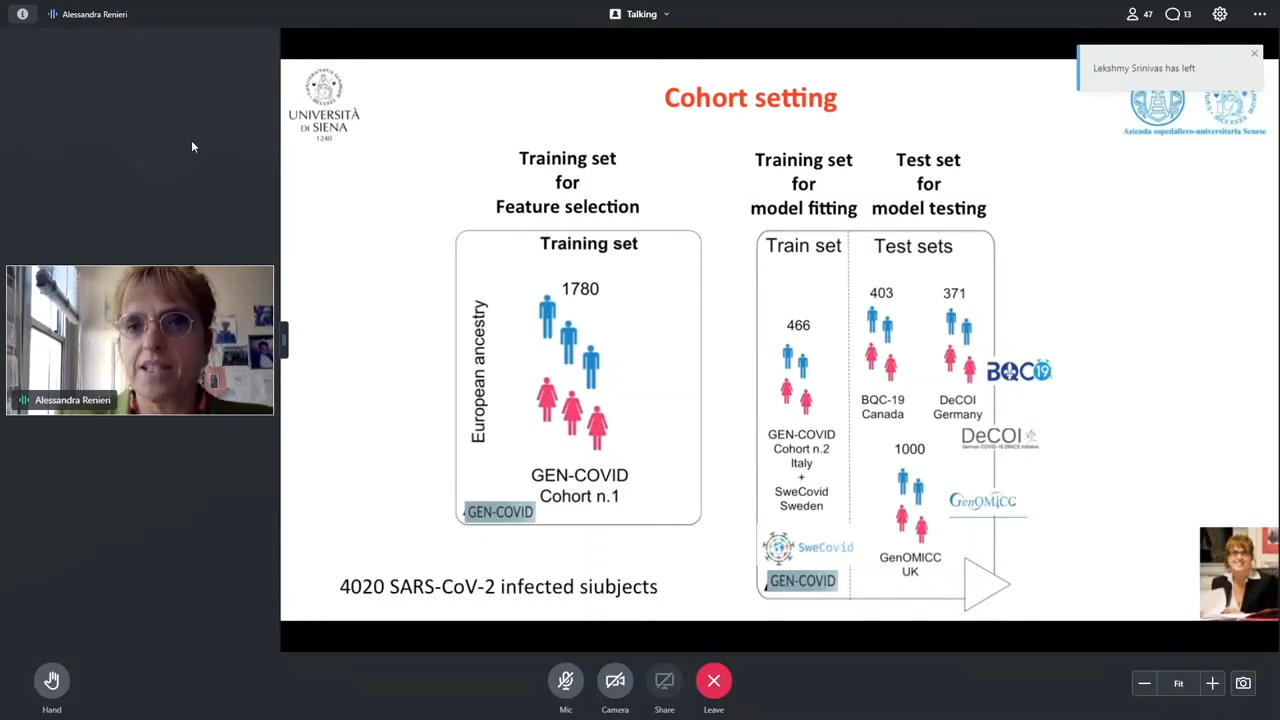 Alessandra Renieri
Talking
47
13
Lekshmy Srinivas has left
UNIVERSITÀ
DI SIENA
1240
Cohort setting
Azienda ospedaliero-universitaria Senese
Training set
for
Feature selection
Training set
for
model fitting
Test set
for
model testing
Training set
1780
European ancestry
GEN-COVID
Cohort n.1
GEN-COVID
Train set
466
GEN-COVID
Cohort n.2
Italy
+
SweCovid
Sweden
SweCovid
GEN-COVID
Test sets
403
BQC-19
Canada
371
DeCOI
Germany
1000
GenOMICC
UK
BQC19
DeCOI
GenOMICC
4020 SARS-CoV-2 infected siubjects
Alessandra Renieri
Hand
Mic
Camera
Share
Leave
Fit